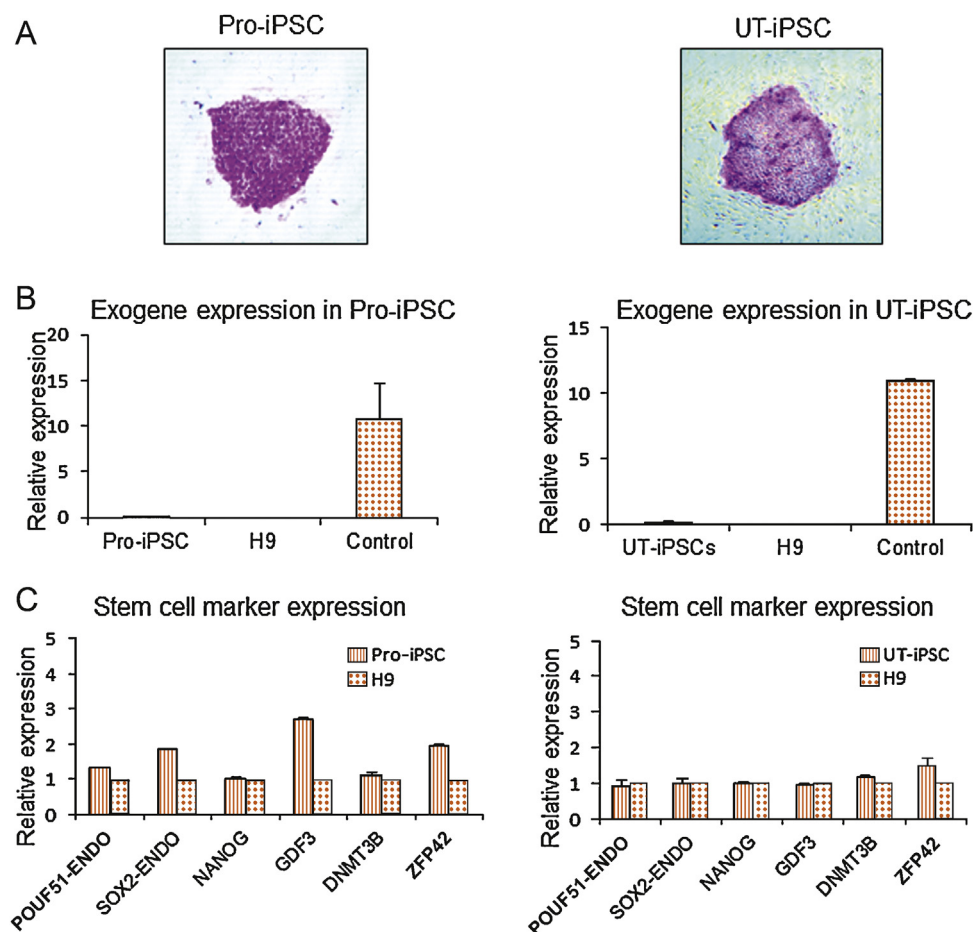 A
Pro-iPSC
UT-iPSC
B
Exogene expression in Pro-iPSC
Relative expression
20
15
10
5
0
Pro-iPSC H9 Control
Exogene expression in UT-iPSC
Relative expression
15
10
5
0
UT-iPSCs H9 Control
C
Stem cell marker expression
Relative expression
5
4
3
2
1
0
Pro-iPSC
H9
POUF51-ENDO
SOX2-ENDO
NANOG
GDF3
DNMT3B
ZFP42
Stem cell marker expression
Relative expression
5
4
3
2
1
0
UT-iPSC
H9
POUF51-ENDO
SOX2-ENDO
NANOG
GDF3
DNMT3B
ZFP42